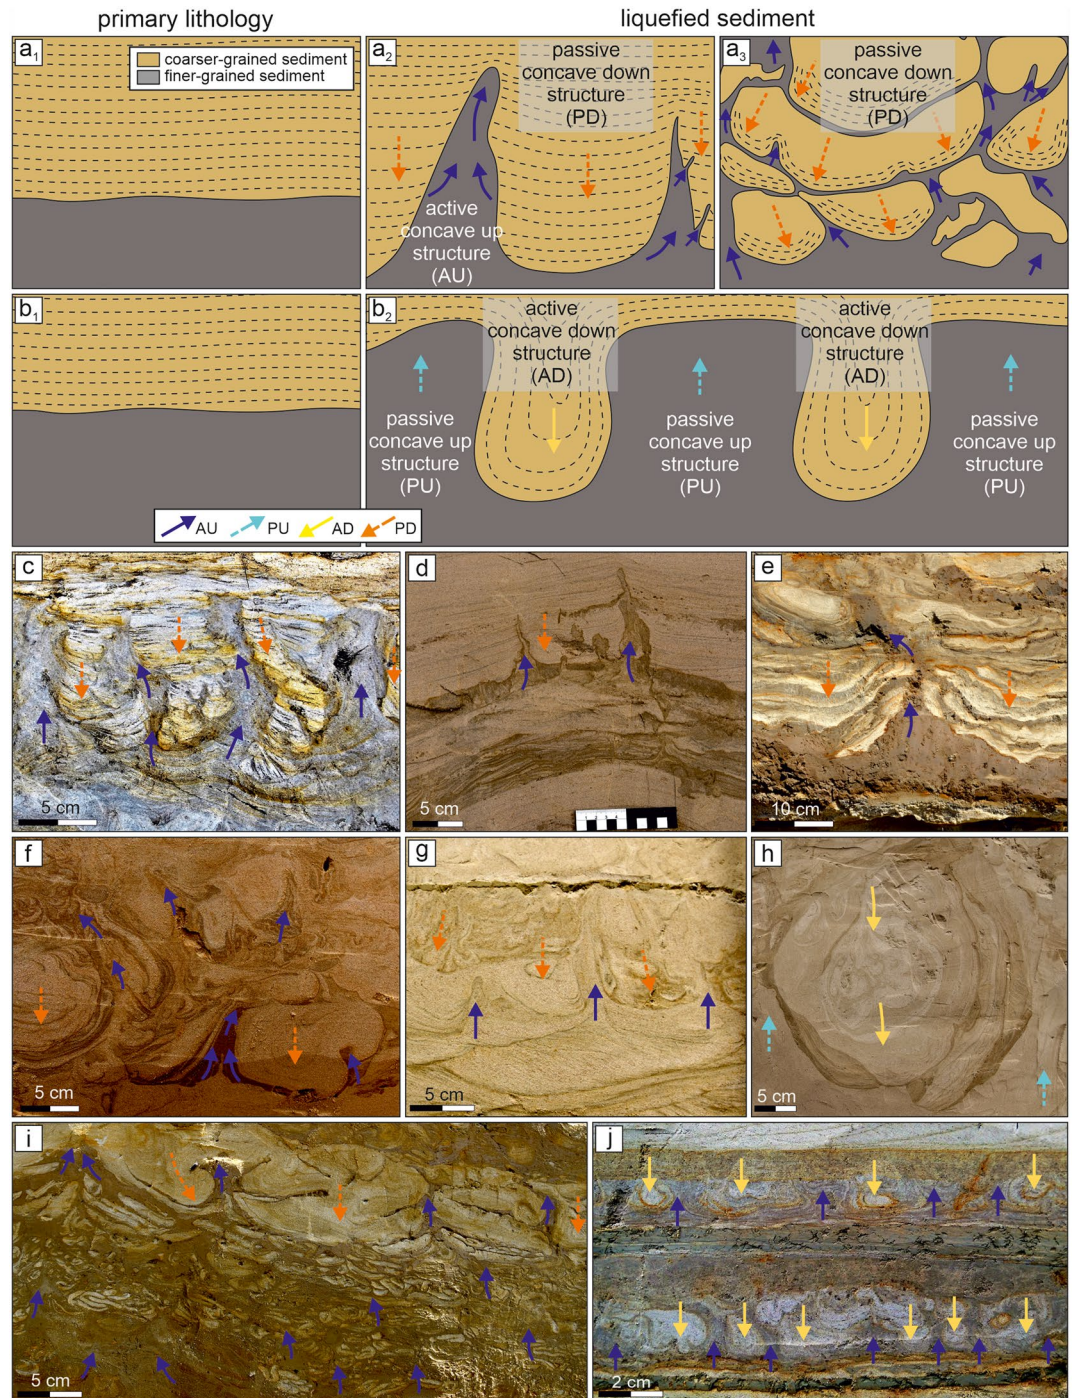 primary lithology
liquefied sediment
a1
coarser-grained sediment
finer-grained sediment
a2
passive
concave down
structure
(PD)
active
concave up
structure
(AU)
a3
passive
concave down
structure
(PD)
b1
b2
active
concave down
structure
(AD)
active
concave down
structure
(AD)
passive
concave up
structure
(PU)
passive
concave up
structure
(PU)
passive
concave up
structure
(PU)
AU PU AD PD
c
5 cm
d
5 cm
e
10 cm
f
5 cm
g
5 cm
h
5 cm
i
5 cm
j
2 cm